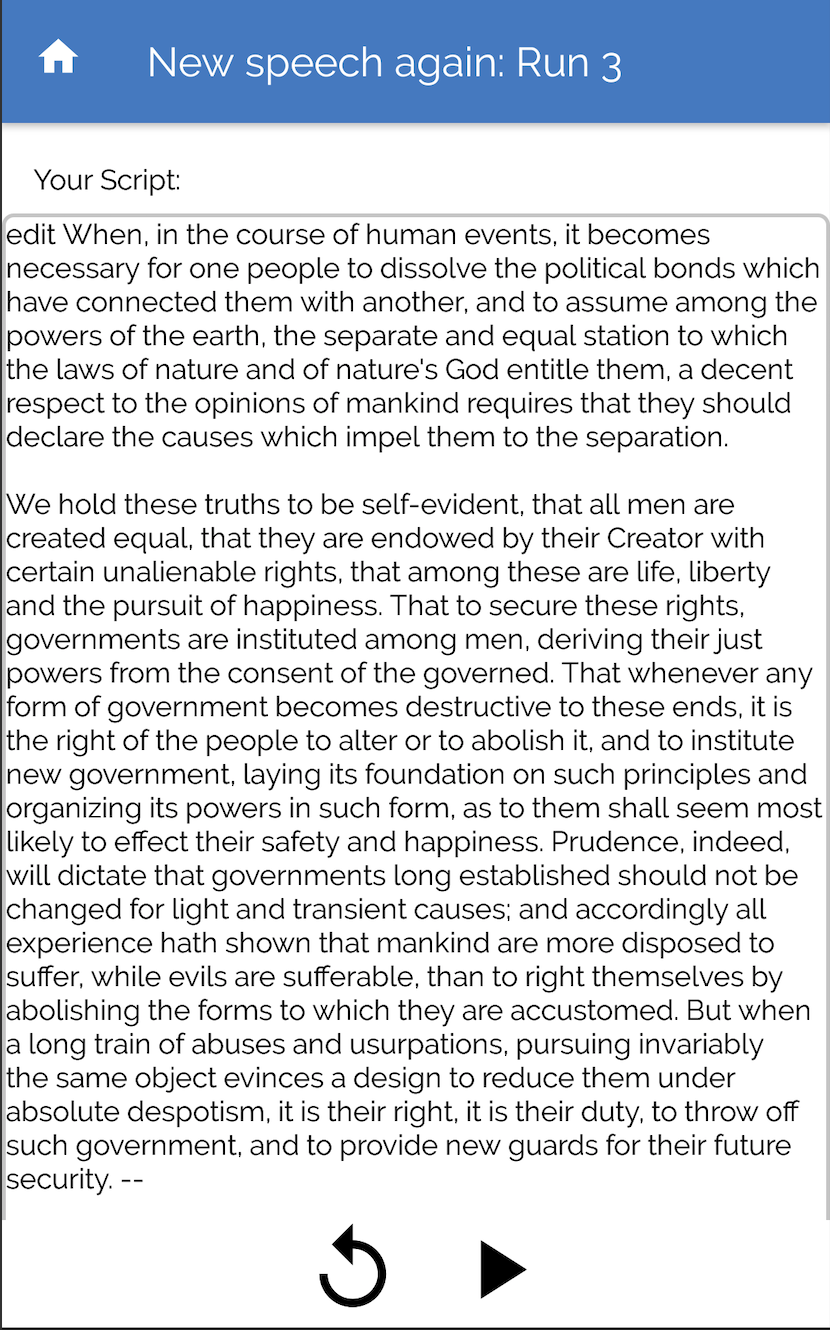 New speech again: Run 3
Your Script:
edit When, in the course of human events, it becomes
necessary for one people to dissolve the political bonds which
have connected them with another, and to assume among the
powers of the earth, the separate and equal station to which
the laws of nature and of nature's God entitle them, a decent
respect to the opinions of mankind requires that they should
declare the causes which impel them to the separation.
We hold these truths to be self-evident, that all men are
created equal, that they are endowed by their Creator with
certain unalienable rights, that among these are life, liberty
and the pursuit of happiness. That to secure these rights,
governments are instituted among men, deriving their just
powers from the consent of the governed. That whenever any
form of government becomes destructive to these ends, it is
the right of the people to alter or to abolish it, and to institute
new government, laying its foundation on such principles and
organizing its powers in such form, as to them shall seem most
likely to effect their safety and happiness. Prudence, indeed,
will dictate that governments long established should not be
changed for light and transient causes; and accordingly all
experience hath shown that mankind are more disposed to
suffer, while evils are sufferable, than to right themselves by
abolishing the forms to which they are accustomed. But when
a long train of abuses and usurpations, pursuing invariably
the same object evinces a design to reduce them under
absolute despotism, it is their right, it is their duty, to throw off
such government, and to provide new guards for their future
security. --